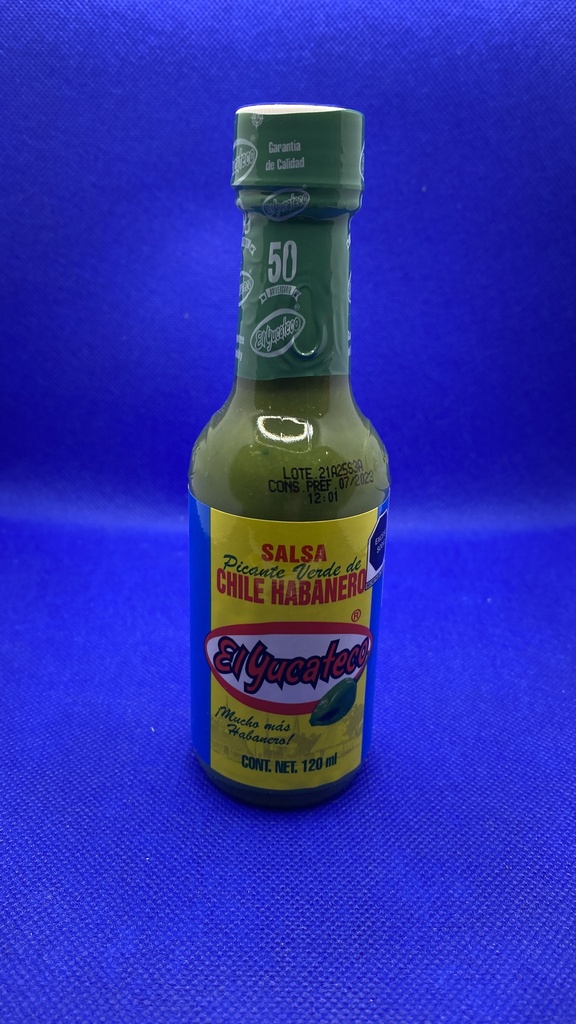 Garantía
de Calidad
El Yucateco
50
El Yucateco
LOTE.21A25S3A
CONS.PREF.07/2023
12:01
SALSA
Picante Verde de
CHILE HABANERO
®
El Yucateco
¡Mucho más
Habanero!
CONT. NET. 120 ml